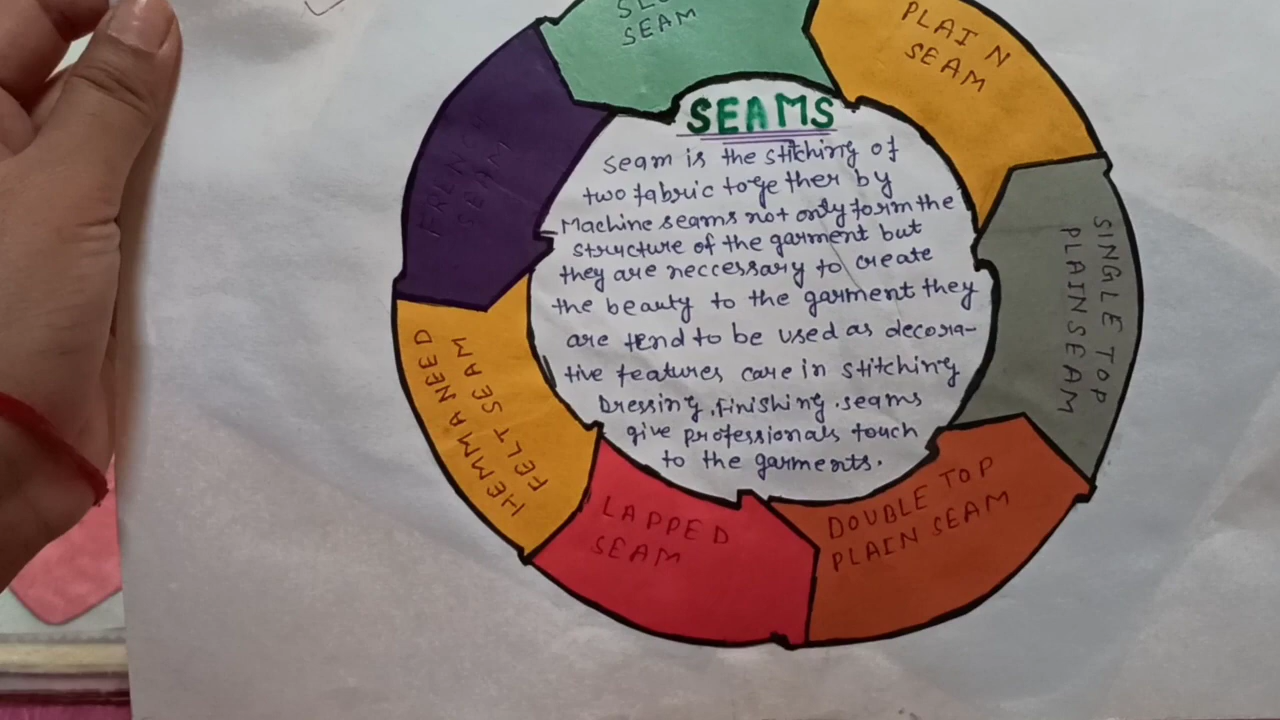 SEAM
PLAIN
SEAM
SINGLE TOP
PLAIN SEAM
DOUBLE TOP
PLAIN SEAM
LAPPED
SEAM
HEMMANEED
FELT SEAM
SEAM
SEAMS
seam is the stitching of
two fabric together by
Machine seams not only form the
structure of the garment but
they are neccessary to create
the beauty to the garment they
are tend to be used as decora-
tive features care in stitching
Dressing, finishing. seams
give professionals touch
to the garments.